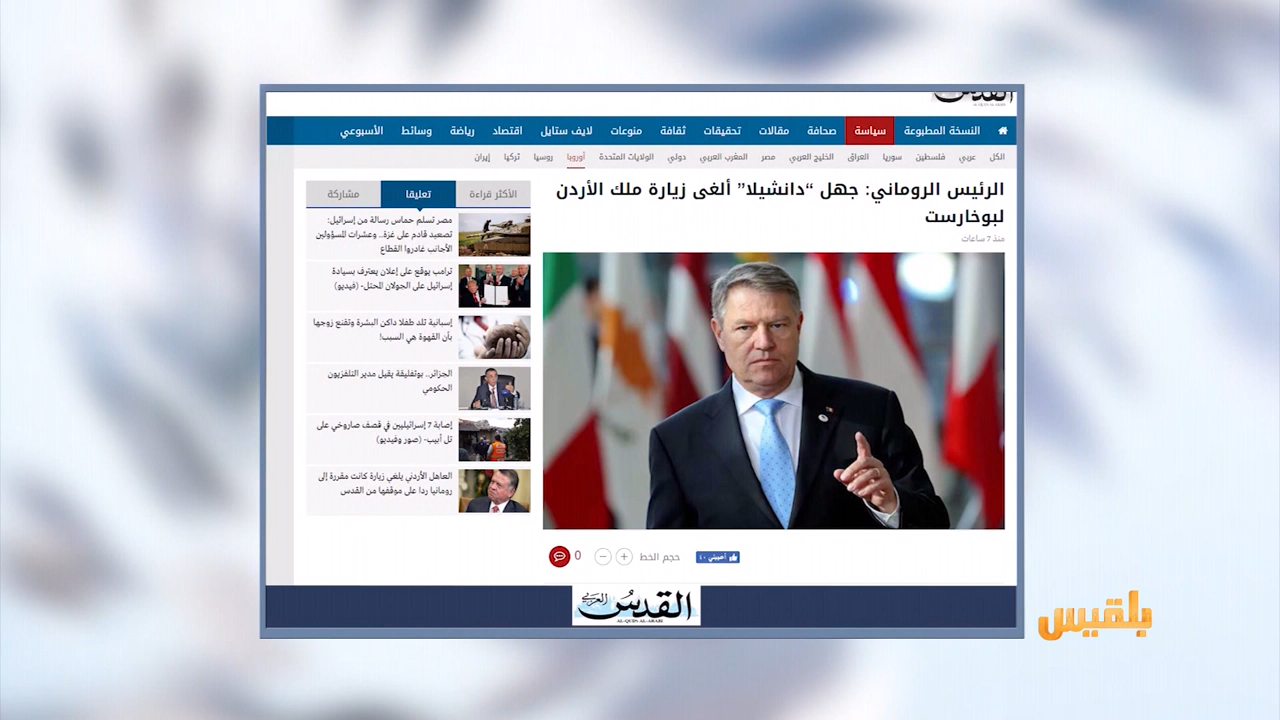 القدس
النسخة المطبوعة سياسة صحافة مقالات تحقيقات ثقافة منوعات لايف ستايل اقتصاد رياضة وسائط الأسبوعي
الكل عربي فلسطين سوريا العراق الخليج العربي مصر المغرب العربي دولي الولايات المتحدة أوروبا روسيا تركيا إيران
الرئيس الروماني: جهل “دانشيلا” ألغى زيارة ملك الأردن
لبوخارست
منذ 7 ساعات
حجم الخط
0
أعجبني ٤٠
الأكثر قراءة تعليقا مشاركة
مصر تسلم حماس رسالة من إسرائيل:
تصعيد قادم على غزة.. وعشرات المسؤولين
الأجانب غادروا القطاع
ترامب يوقع على إعلان يعترف بسيادة
إسرائيل على الجولان المحتل- (فيديو)
إسبانية تلد طفلا داكن البشرة وتقنع زوجها
بأن القهوة هي السبب!
الجزائر.. بوتفليقة يقيل مدير التلفزيون
الحكومي
إصابة 7 إسرائيليين في قصف صاروخي على
تل أبيب- (صور وفيديو)
العاهل الأردني يلغي زيارة كانت مقررة إلى
رومانيا ردا على موقفها من القدس
القدس العربي
AL-QUDS AL-ARABI
بلقيس